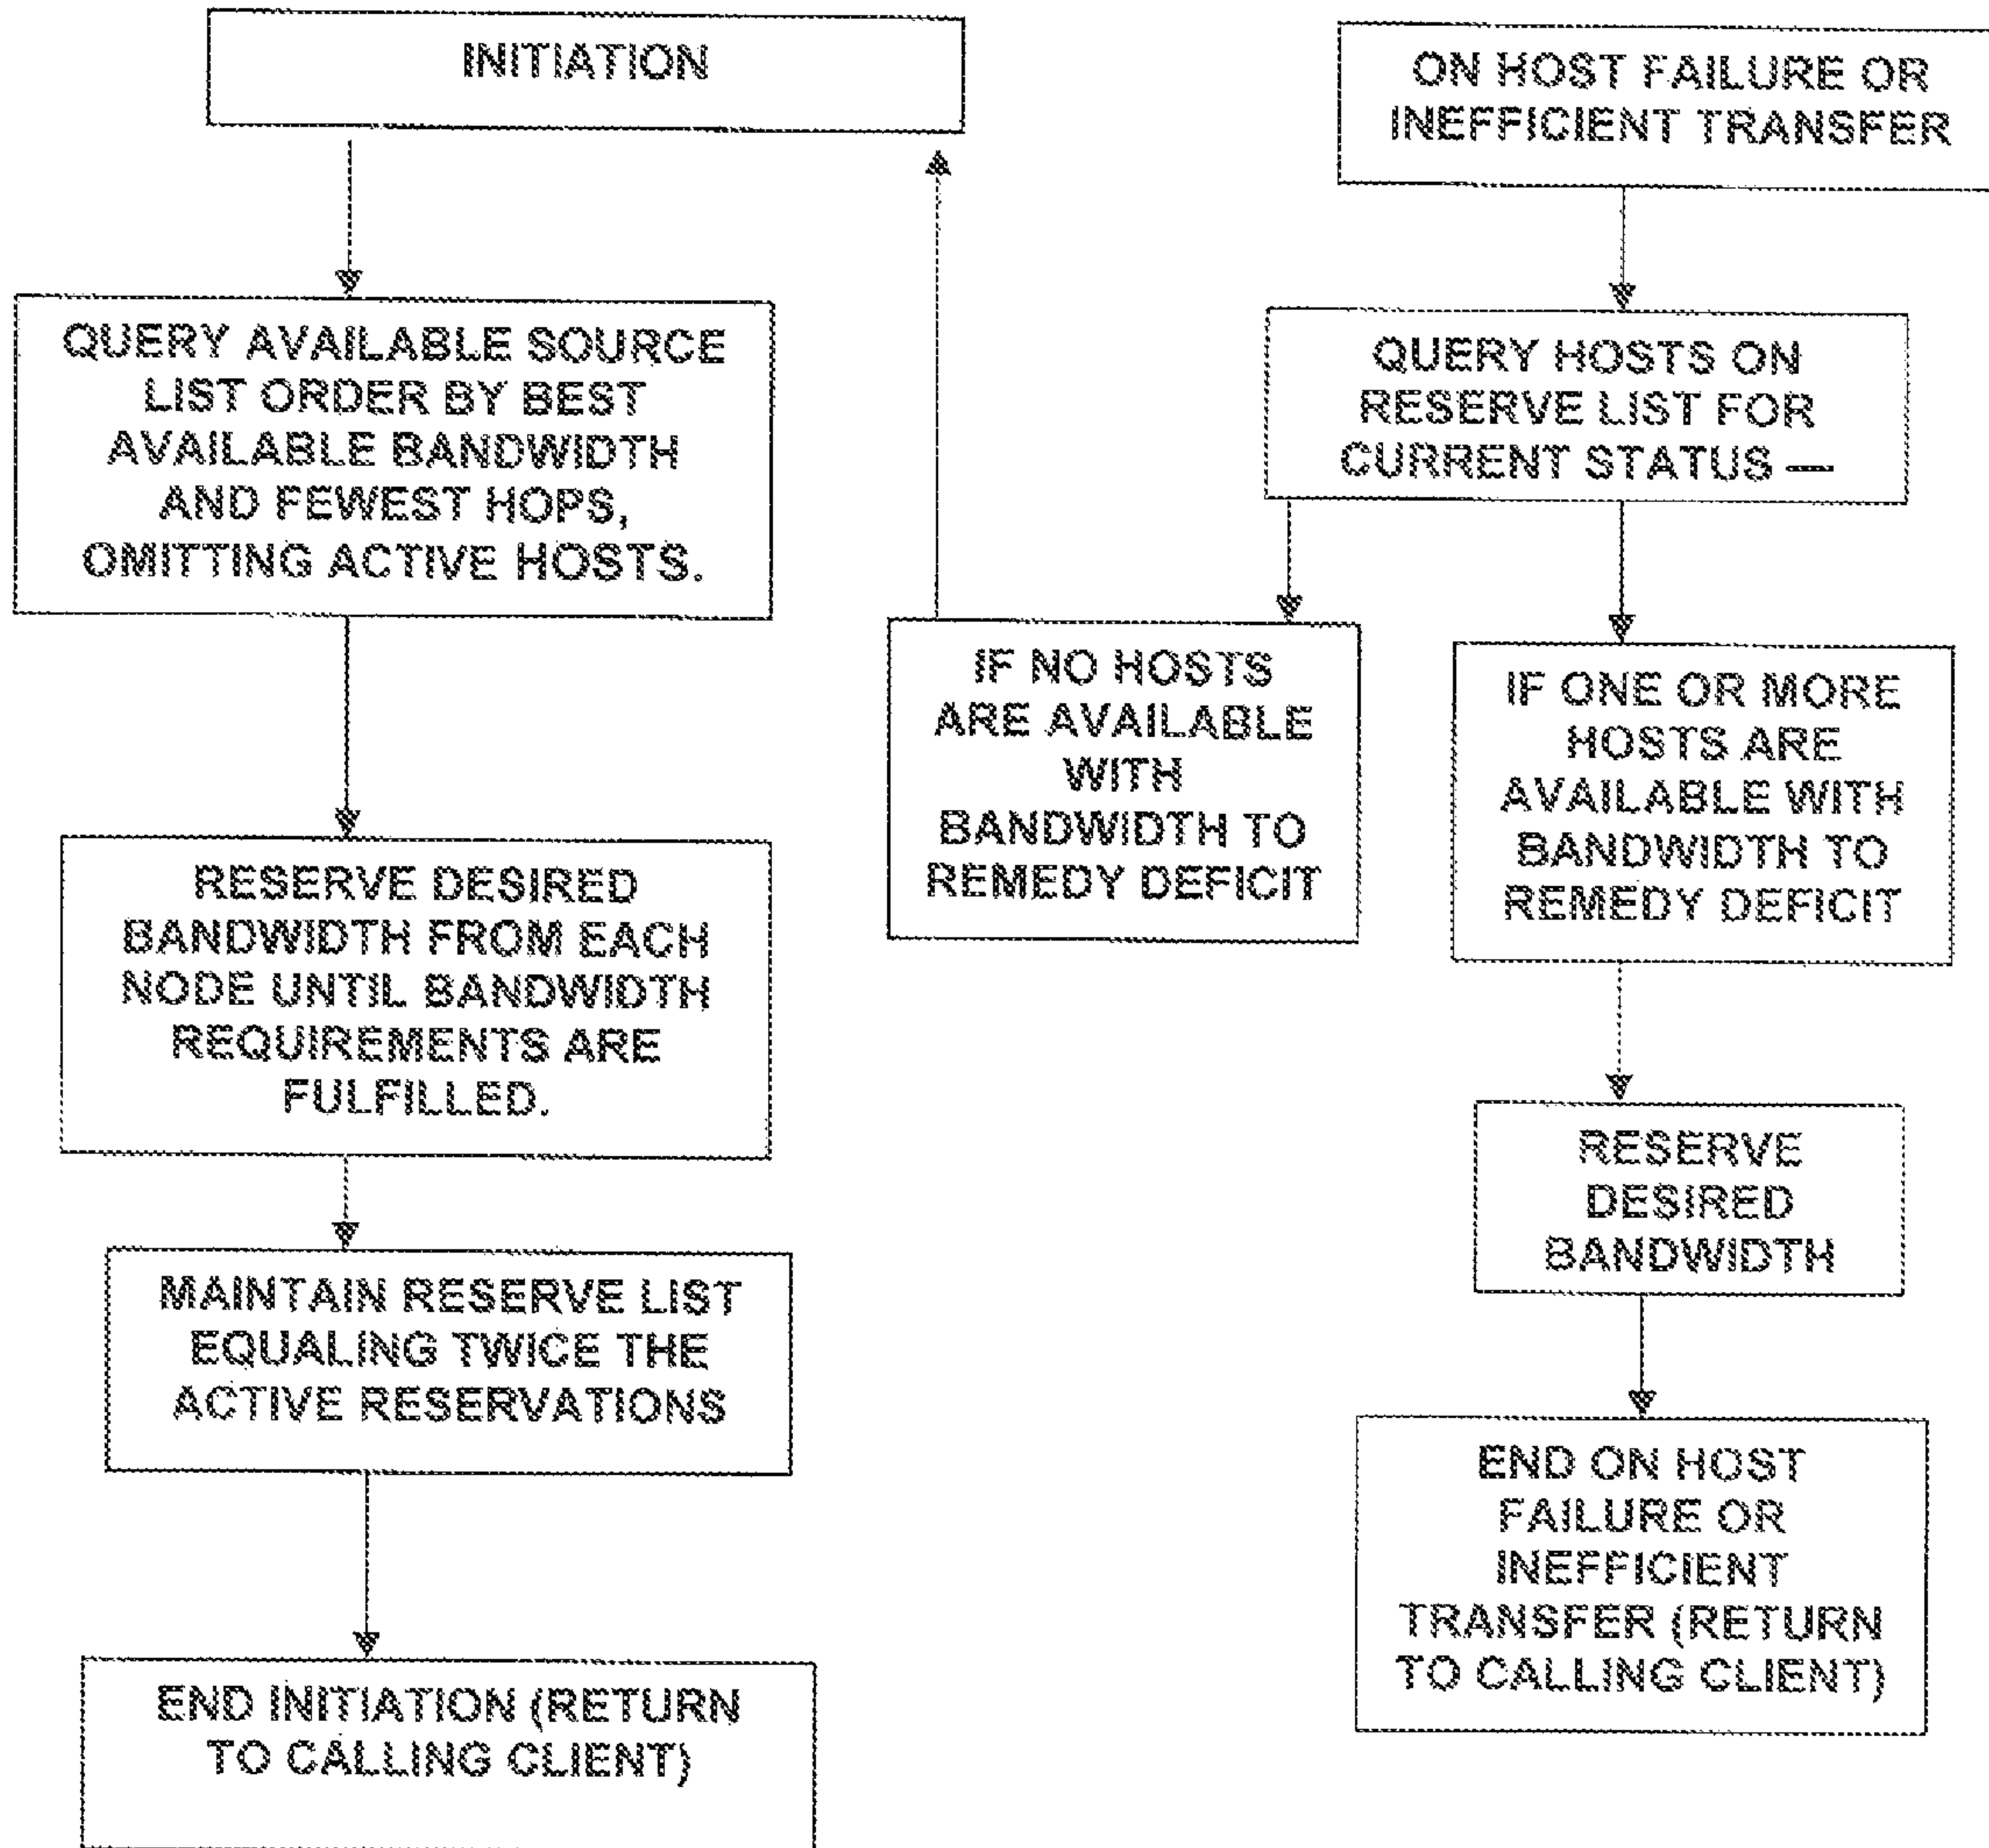 INITIATION
QUERY AVAILABLE SOURCE
LIST ORDER BY BEST
AVAILABLE BANDWIDTH
AND FEWEST HOPS,
OMITTING ACTIVE HOSTS.
RESERVE DESIRED
BANDWIDTH FROM EACH
NODE UNTIL BANDWIDTH
REQUIREMENTS ARE
FULFILLED.
MAINTAIN RESERVE LIST
EQUALING TWICE THE
ACTIVE RESERVATIONS
END INITIATION (RETURN
TO CALLING CLIENT)
ON HOST FAILURE OR
INEFFICIENT TRANSFER
QUERY HOSTS ON
RESERVE LIST FOR
CURRENT STATUS —
IF NO HOSTS
ARE AVAILABLE
WITH
BANDWIDTH TO
REMEDY DEFICIT
IF ONE OR MORE
HOSTS ARE
AVAILABLE WITH
BANDWIDTH TO
REMEDY DEFICIT
RESERVE
DESIRED
BANDWIDTH
END ON HOST
FAILURE OR
INEFFICIENT
TRANSFER (RETURN
TO CALLING CLIENT)